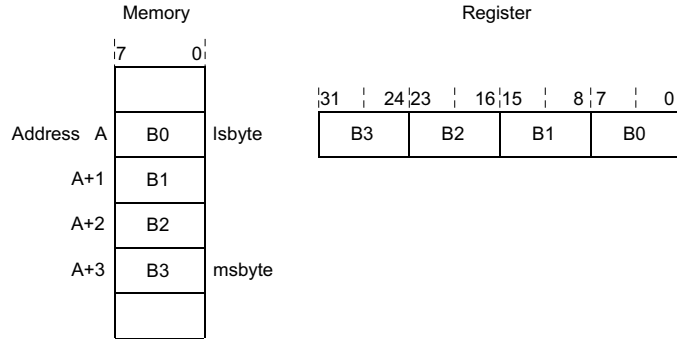 Memory
Register
7 0
31 24 23 16 15 8 7 0
Address A B0 lsbyte B3 B2 B1 B0
A+1 B1
A+2 B2
A+3 B3 msbyte